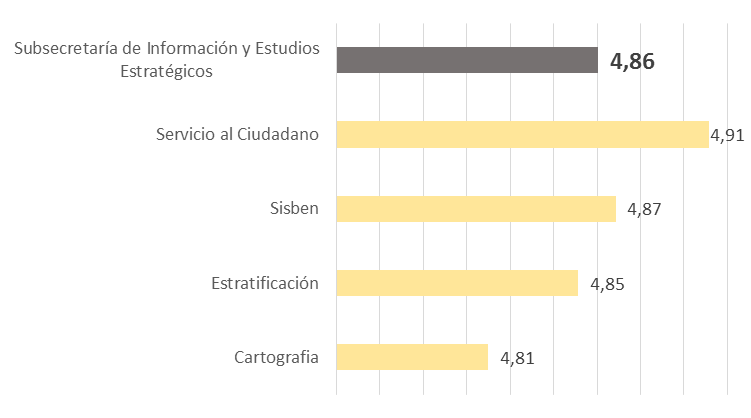 Subsecretaría de Información y Estudios
Estratégicos
4,86
Servicio al Ciudadano
4,91
Sisben
4,87
Estratificación
4,85
Cartografia
4,81